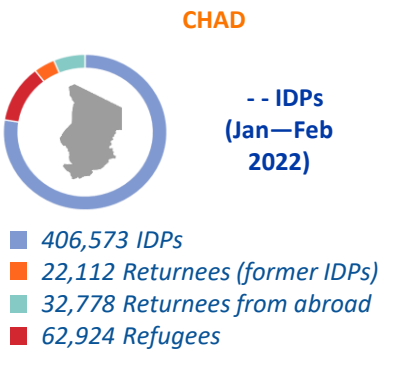 CHAD
- - IDPs
(Jan—Feb
2022)
406,573 IDPs
22,112 Returnees (former IDPs)
32,778 Returnees from abroad
62,924 Refugees